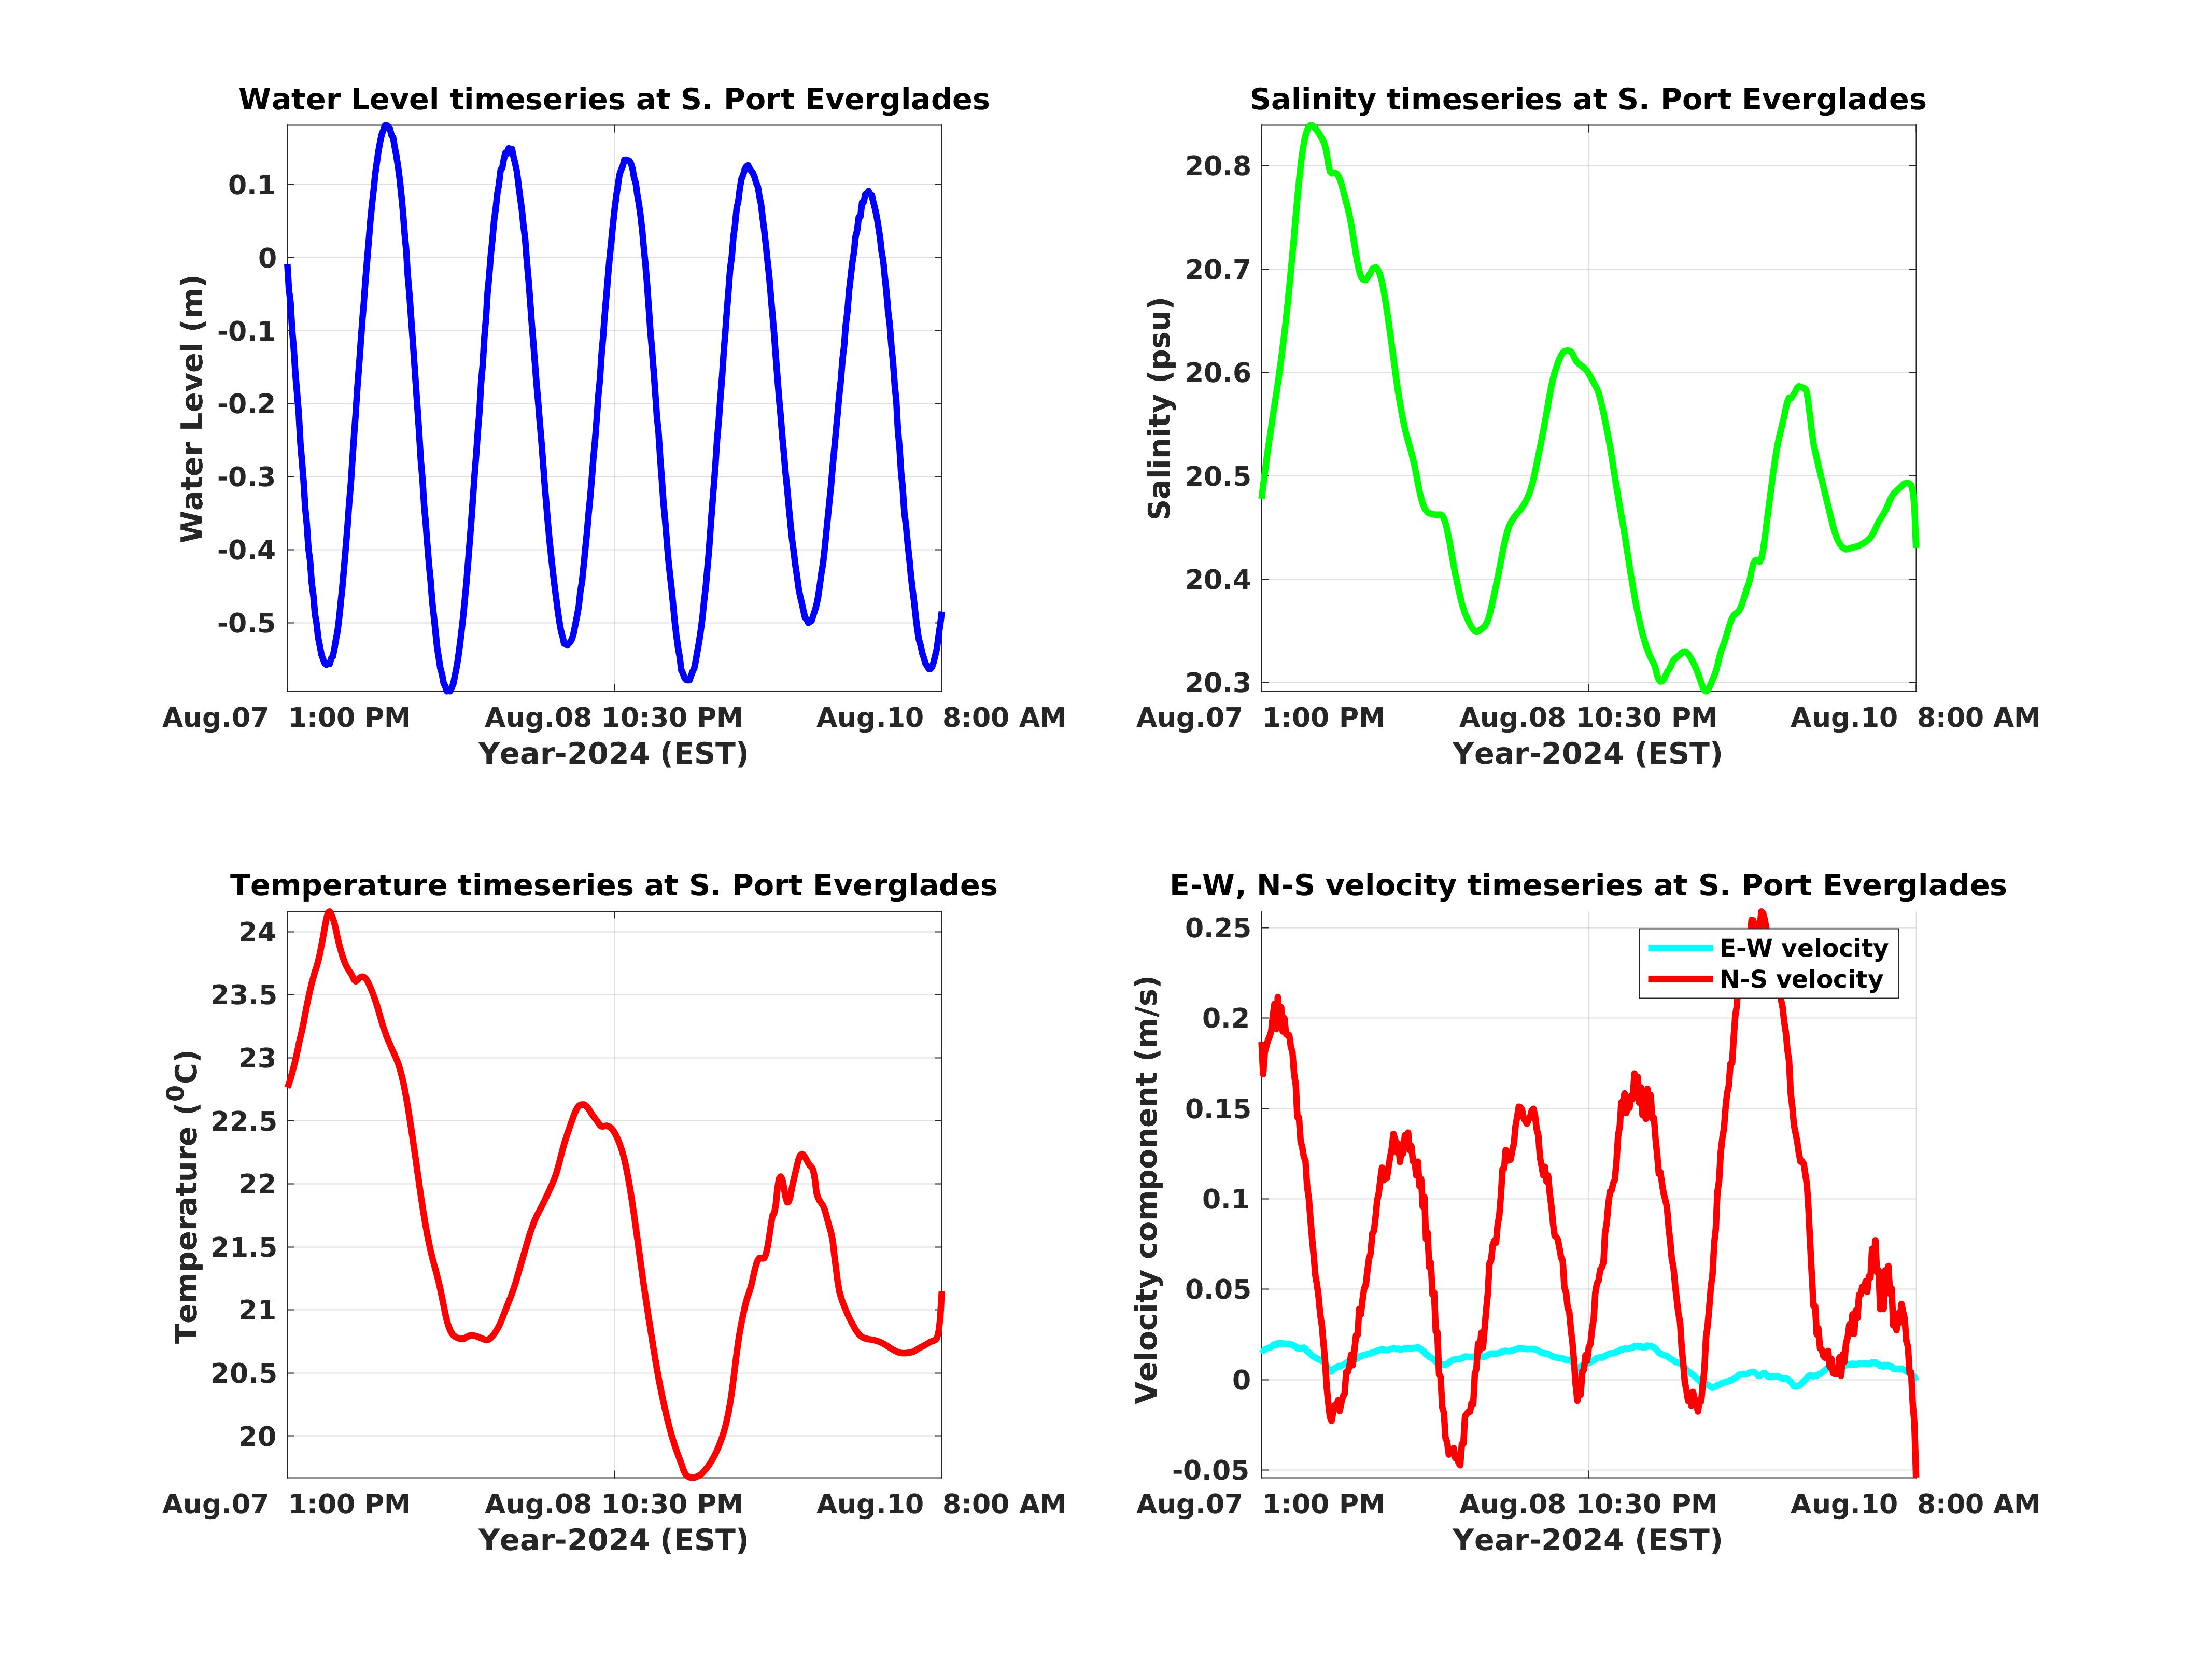 Water Level timeseries at S. Port Everglades
Water Level (m)
0.1
0
-0.1
-0.2
-0.3
-0.4
-0.5
Aug.07 1:00 PM Aug.08 10:30 PM Aug.10 8:00 AM
Year-2024 (EST)
Salinity timeseries at S. Port Everglades
Salinity (psu)
20.8
20.7
20.6
20.5
20.4
20.3
Aug.07 1:00 PM Aug.08 10:30 PM Aug.10 8:00 AM
Year-2024 (EST)
Temperature timeseries at S. Port Everglades
Temperature (⁰C)
24
23.5
23
22.5
22
21.5
21
20.5
20
Aug.07 1:00 PM Aug.08 10:30 PM Aug.10 8:00 AM
Year-2024 (EST)
E-W, N-S velocity timeseries at S. Port Everglades
Velocity component (m/s)
0.25
0.2
0.15
0.1
0.05
0
-0.05
E-W velocity
N-S velocity
Aug.07 1:00 PM Aug.08 10:30 PM Aug.10 8:00 AM
Year-2024 (EST)